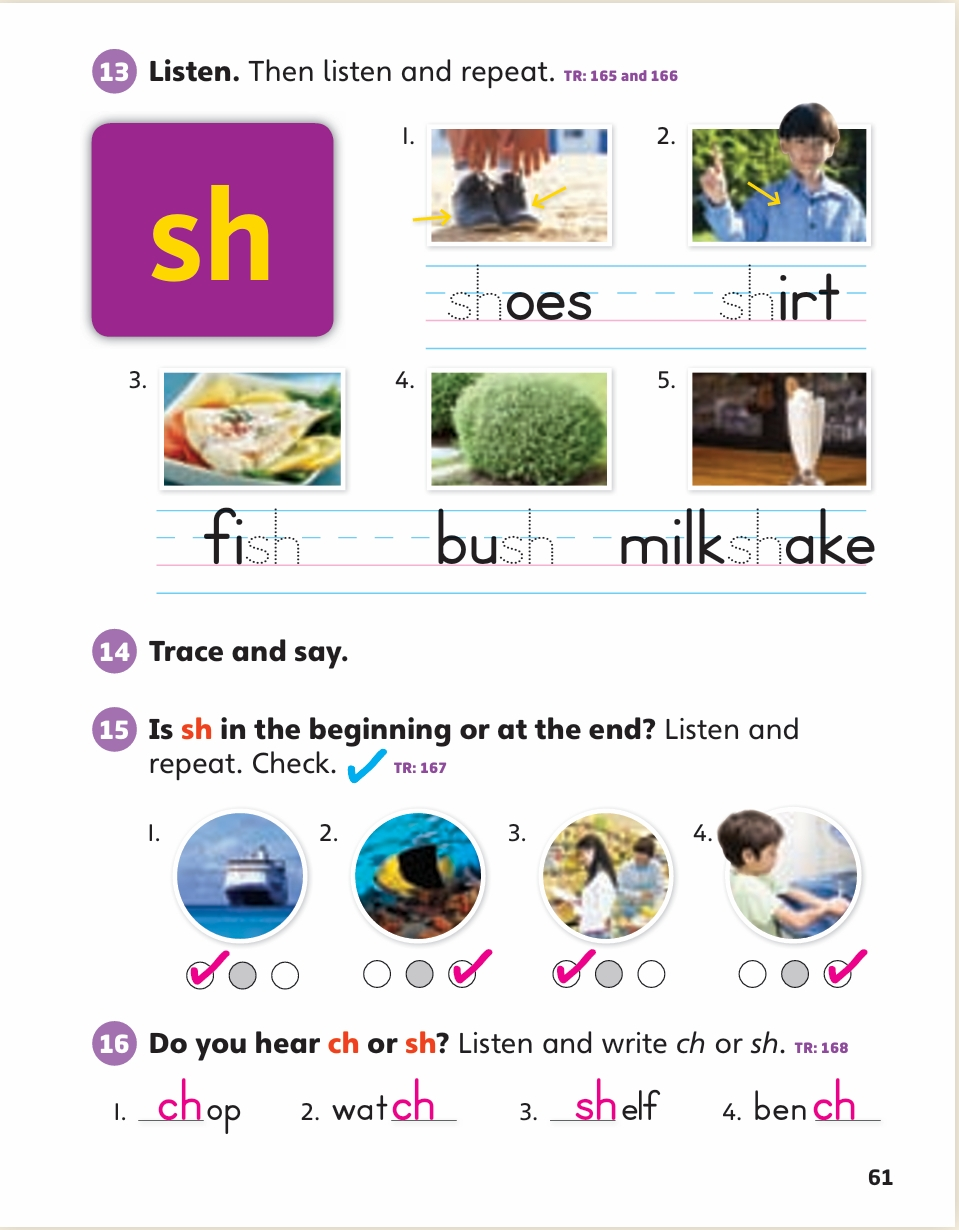 13 Listen. Then listen and repeat. TR: 165 and 166
sh
1.
2.
shoes shirt
3.
4.
5.
fish bush milkshake
14 Trace and say.
15 Is sh in the beginning or at the end? Listen and
repeat. Check. ✓ TR: 167
1. 2. 3. 4.
16 Do you hear ch or sh? Listen and write ch or sh. TR: 168
1. chop 2. watch 3. shelf 4. bench
61